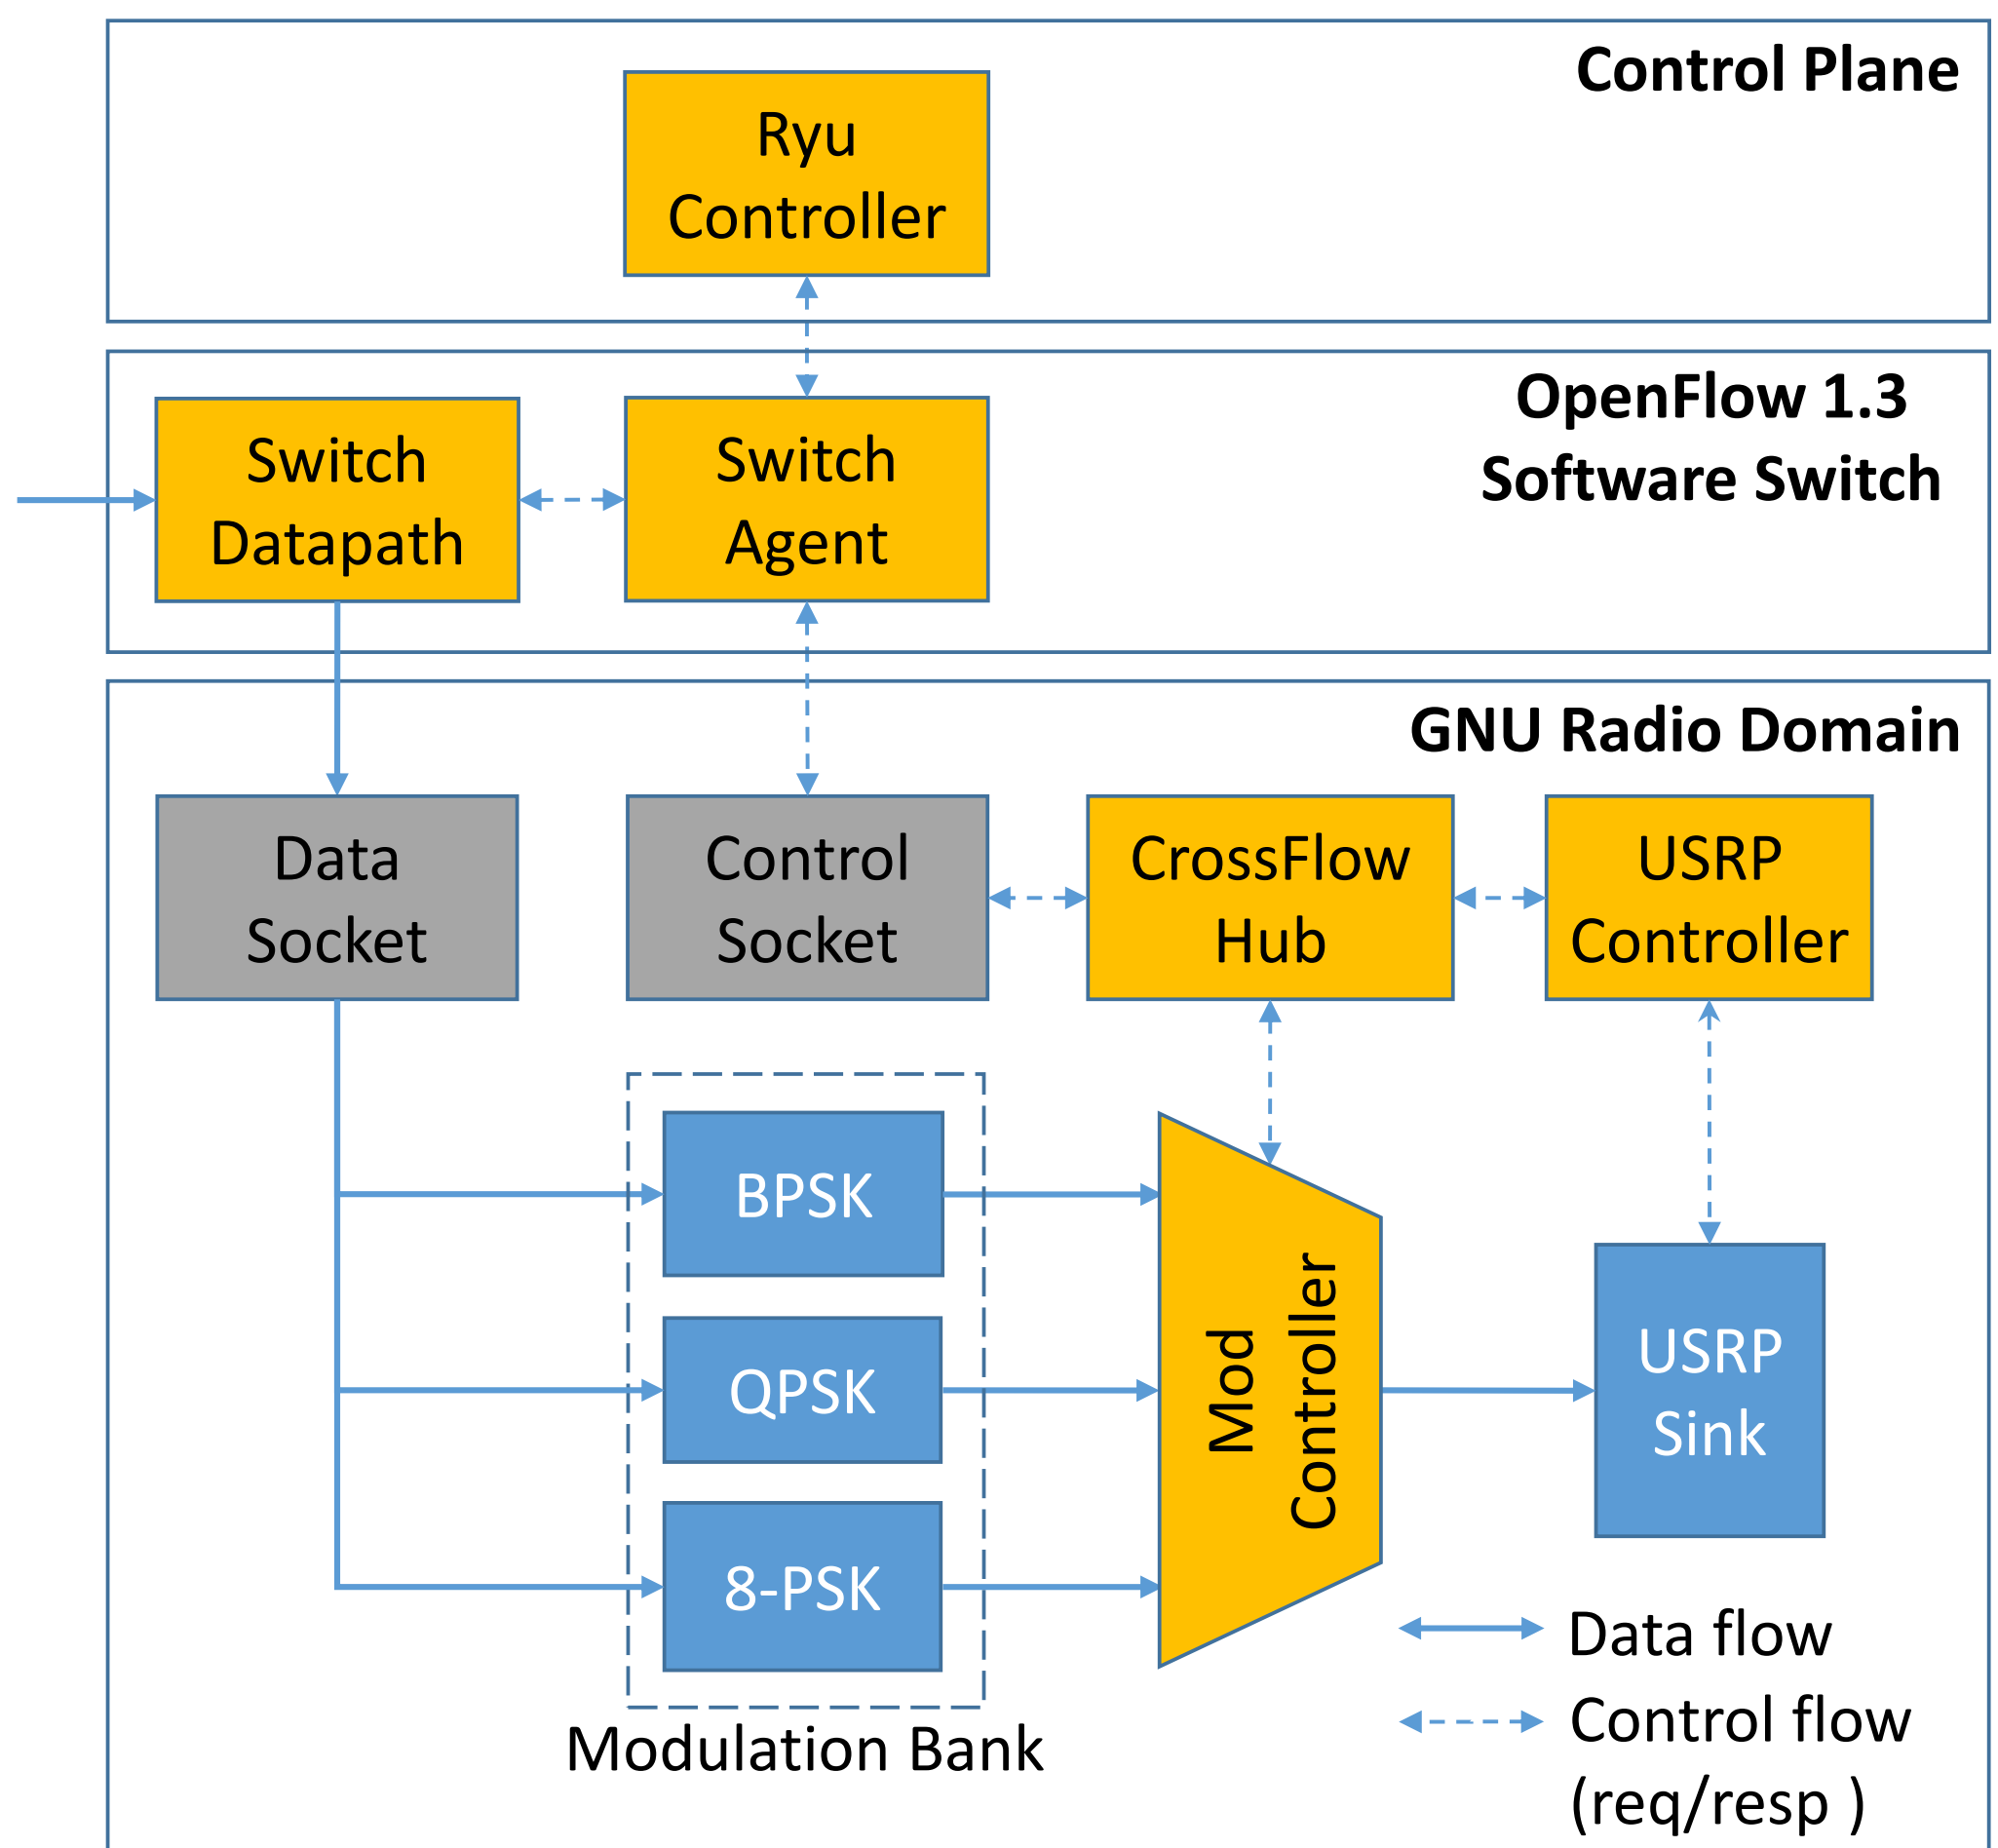 Control Plane
Ryu
Controller
OpenFlow 1.3
Software Switch
Switch
Datapath
Switch
Agent
GNU Radio Domain
Data
Socket
Control
Socket
CrossFlow
Hub
USRP
Controller
BPSK
QPSK
8-PSK
Mod
Controller
USRP
Sink
Modulation Bank
Data flow
Control flow
(req/resp )